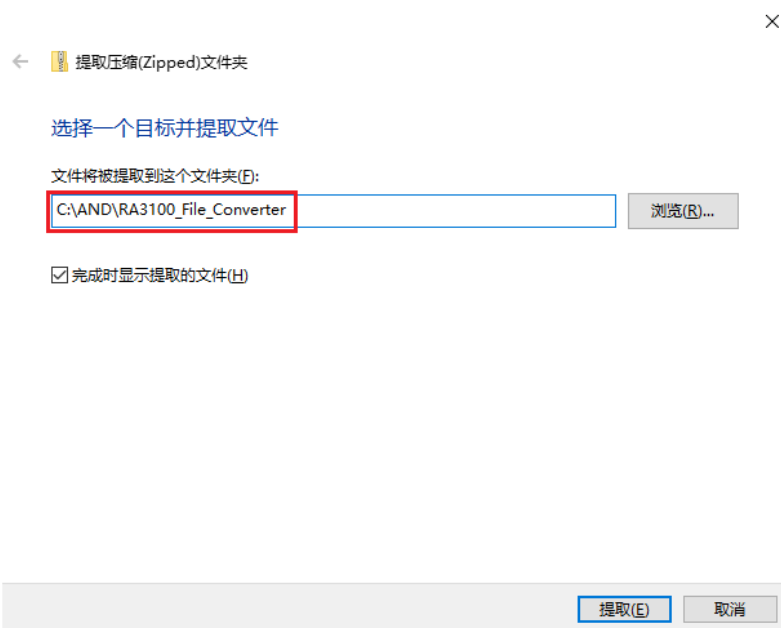 提取压缩(Zipped)文件夹
选择一个目标并提取文件
文件将被提取到这个文件夹(F):
C:\AND\RA3100_File_Converter
浏览(R)...
完成时显示提取的文件(H)
提取(E)
取消